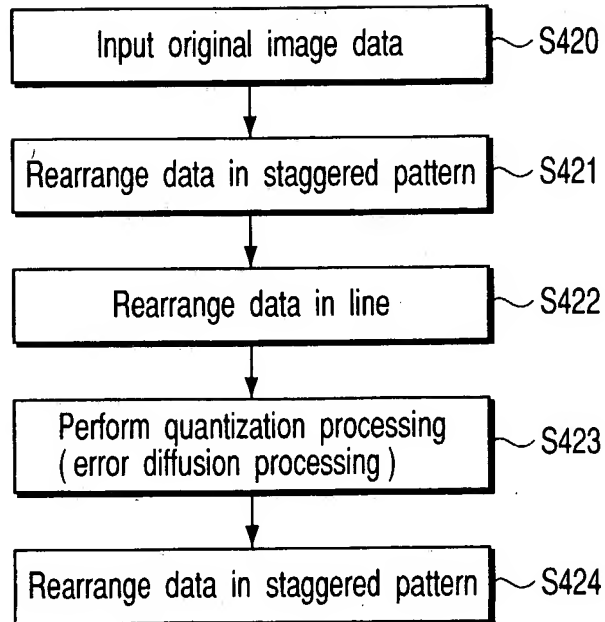 Input original image data S420
Rearrange data in staggered pattern S421
Rearrange data in line S422
Perform quantization processing
(error diffusion processing) S423
Rearrange data in staggered pattern S424